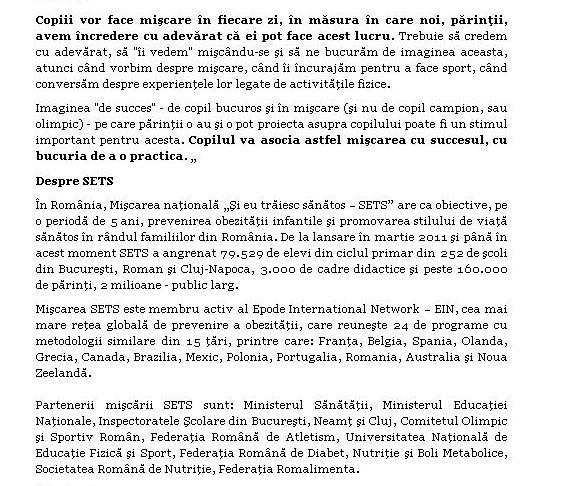 Copiii vor face mişcare în fiecare zi, în măsura în care noi, părinţii,
avem încredere cu adevărat că ei pot face acest lucru. Trebuie să credem
cu adevărat, să "îi vedem" mişcându-se şi să ne bucurăm de imaginea aceasta,
atunci când vorbim despre mişcare, când îi încurajăm pentru a face sport, când
conversăm despre experienţele lor legate de activităţile fizice.
Imaginea "de succes" - de copil bucuros şi în mişcare (şi nu de copil campion, sau
olimpic) - pe care părinţii o au şi o pot proiecta asupra copilului poate fi un stimul
important pentru acesta. Copilul va asocia astfel mişcarea cu succesul, cu
bucuria de a o practica. „
Despre SETS
În România, Mişcarea naţională „Şi eu trăiesc sănătos – SETS” are ca obiective, pe
o periodă de 5 ani, prevenirea obezităţii infantile şi promovarea stilului de viaţă
sănătos în rândul familiilor din România. De la lansare în martie 2011 şi până în
acest moment SETS a angrenat 79.529 de elevi din ciclul primar din 252 de şcoli
din Bucureşti, Roman şi Cluj-Napoca, 3.000 de cadre didactice şi peste 160.000
de părinţi, 2 milioane - public larg.
Mişcarea SETS este membru activ al Epode International Network – EIN, cea mai
mare reţea globală de prevenire a obezităţii, care reuneşte 24 de programe cu
metodologii similare din 15 ţări, printre care: Franţa, Belgia, Spania, Olanda,
Grecia, Canada, Brazilia, Mexic, Polonia, Portugalia, Romania, Australia şi Noua
Zeelandă.
Partenerii mişcării SETS sunt: Ministerul Sănătăţii, Ministerul Educaţiei
Naţionale, Inspectoratele Şcolare din Bucureşti, Neamţ şi Cluj, Comitetul Olimpic
şi Sportiv Român, Federaţia Română de Atletism, Universitatea Naţională de
Educaţie Fizică şi Sport, Federaţia Română de Diabet, Nutriţie şi Boli Metabolice,
Societatea Română de Nutriţie, Federaţia Romalimenta.